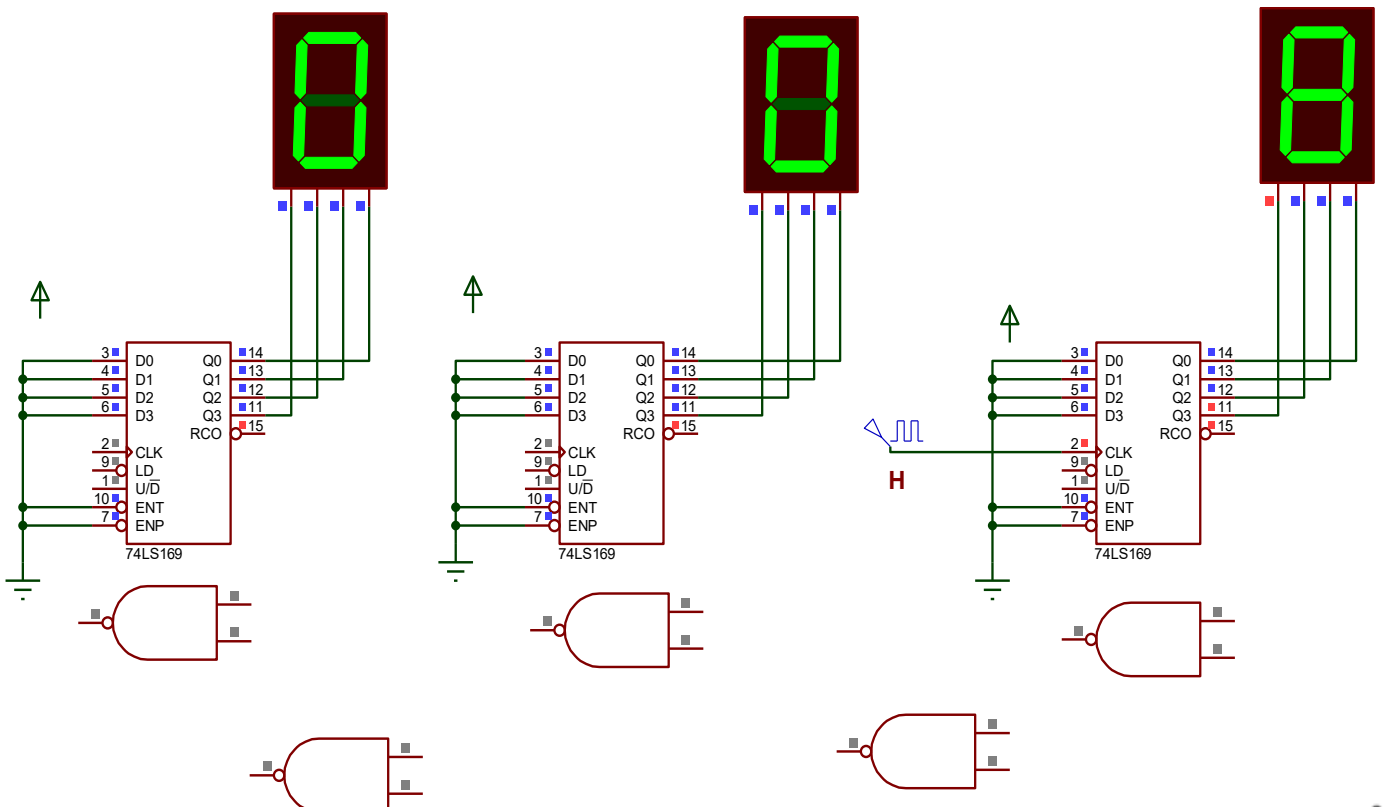 0
0
8
3 D0 Q0 14
4 D1 Q1 13
5 D2 Q2 12
6 D3 Q3 11
RCO 15
2 CLK
9 LD
1 U/D̅
10 ENT
7 ENP
74LS169
3 D0 Q0 14
4 D1 Q1 13
5 D2 Q2 12
6 D3 Q3 11
RCO 15
2 CLK
9 LD
1 U/D̅
10 ENT
7 ENP
74LS169
H
3 D0 Q0 14
4 D1 Q1 13
5 D2 Q2 12
6 D3 Q3 11
RCO 15
2 CLK
9 LD
1 U/D̅
10 ENT
7 ENP
74LS169